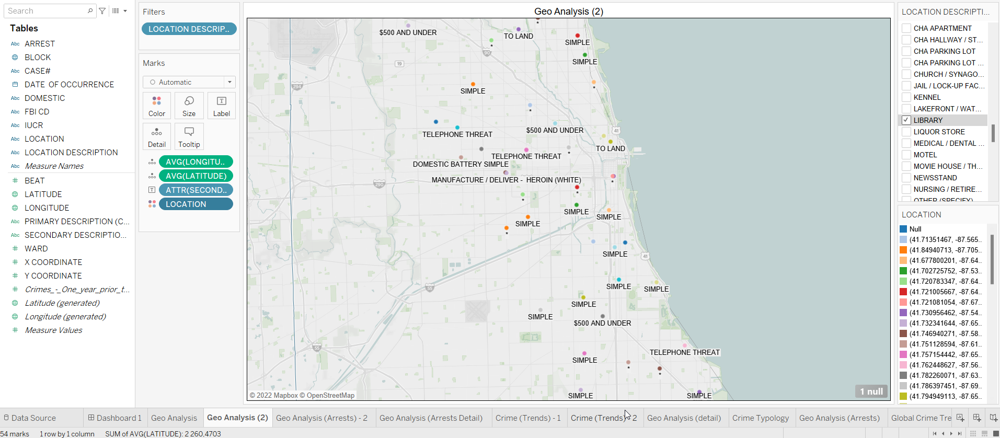 Search
Tables
Abc ARREST
BLOCK
Abc CASE#
DATE OF OCCURRENCE
Abc DOMESTIC
Abc FBI CD
Abc IUCR
Abc LOCATION
Abc LOCATION DESCRIPTION
Abc Measure Names
# BEAT
LATITUDE
LONGITUDE
Abc PRIMARY DESCRIPTION (C...
Abc SECONDARY DESCRIPTIO...
# WARD
# X COORDINATE
# Y COORDINATE
# Crimes_-_One_year_prior_t...
Latitude (generated)
Longitude (generated)
# Measure Values
Filters
LOCATION DESCRIP..
Marks
Automatic
Color
Size
T
Label
Detail
Tooltip
AVG(LONGITU..
AVG(LATITUDE)
T ATTR(SECOND..
LOCATION
Geo Analysis (2)
*
$500 AND UNDER
TO LAND
SIMPLE
*
90
SIMPLE
19
294
*
SIMPLE
*
$500 AND UNDER
41
TELEPHONE THREAT
TO LAND
*
TELEPHONE THREAT
DOMESTIC BATTERY SIMPLE
MANUFACTURE / DELIVER - HEROIN (WHITE)
*
290
*
*
SIMPLE
SIMPLE
SIMPLE
*
SIMPLE
41
SIMPLE
SIMPLE
55
SIMPLE
SIMPLE
$500 AND UNDER
55
TELEPHONE THREAT
SIMPLE
*
*
SIMPLE
SIMPLE
© 2022 Mapbox © OpenStreetMap
1 null
LOCATION DESCRIPTI...
CHA APARTMENT
CHA HALLWAY / ST...
CHA PARKING LOT
CHA PARKING LOT ...
CHURCH / SYNAGO...
JAIL / LOCK-UP FAC...
KENNEL
LAKEFRONT / WAT...
LIBRARY
LIQUOR STORE
MEDICAL / DENTAL ...
MOTEL
MOVIE HOUSE / TH...
NEWSSTAND
NURSING / RETIRE...
OTHER (SPECIFY)
LOCATION
Null
(41.71351467, -87.565..
(41.84940713, -87.705..
(41.677800201, -87.64..
(41.702725752, -87.53..
(41.720783347, -87.64..
(41.721005667, -87.64..
(41.721081054, -87.67..
(41.730956462, -87.54..
(41.732341644, -87.65..
(41.746940271, -87.58..
(41.751128594, -87.61..
(41.757154442, -87.65..
(41.762448627, -87.56..
(41.782260071, -87.63..
(41.786397451, -87.69..
(41.794949113, -87.65..
Data Source
Dashboard 1
Geo Analysis
Geo Analysis (2)
Geo Analysis (Arrests) - 2
Geo Analysis (Arrests Detail)
Crime (Trends) - 1
Crime (Trends) 2
Geo Analysis (detail)
Crime Typology
Geo Analysis (Arrests)
Global Crime Tre
54 marks
1 row by 1 column
SUM of AVG(LATITUDE): 2 260,4703